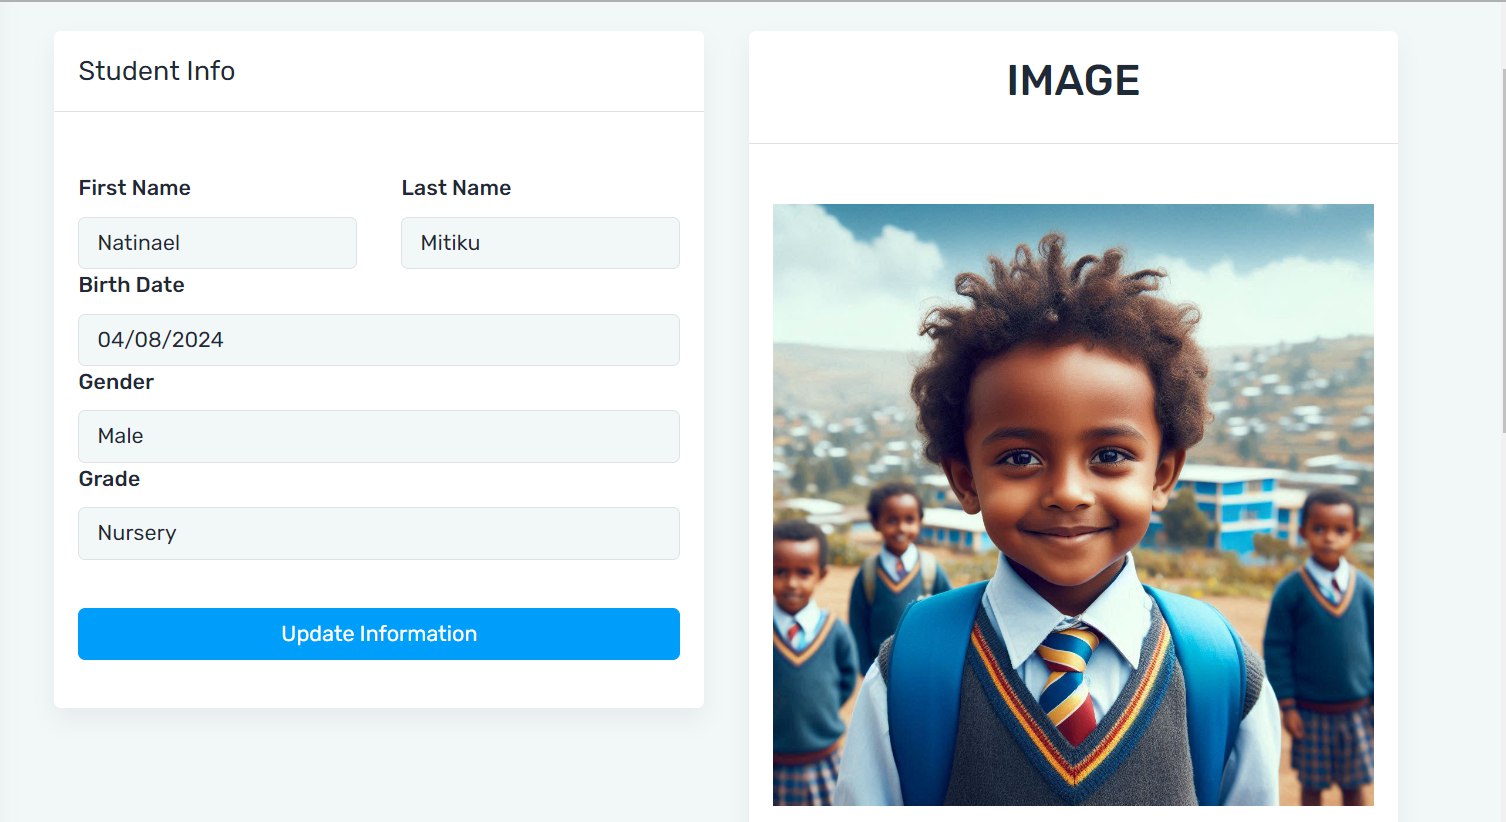 Student Info
First Name
Last Name
Natinael
Mitiku
Birth Date
04/08/2024
Gender
Male
Grade
Nursery
Update Information
IMAGE